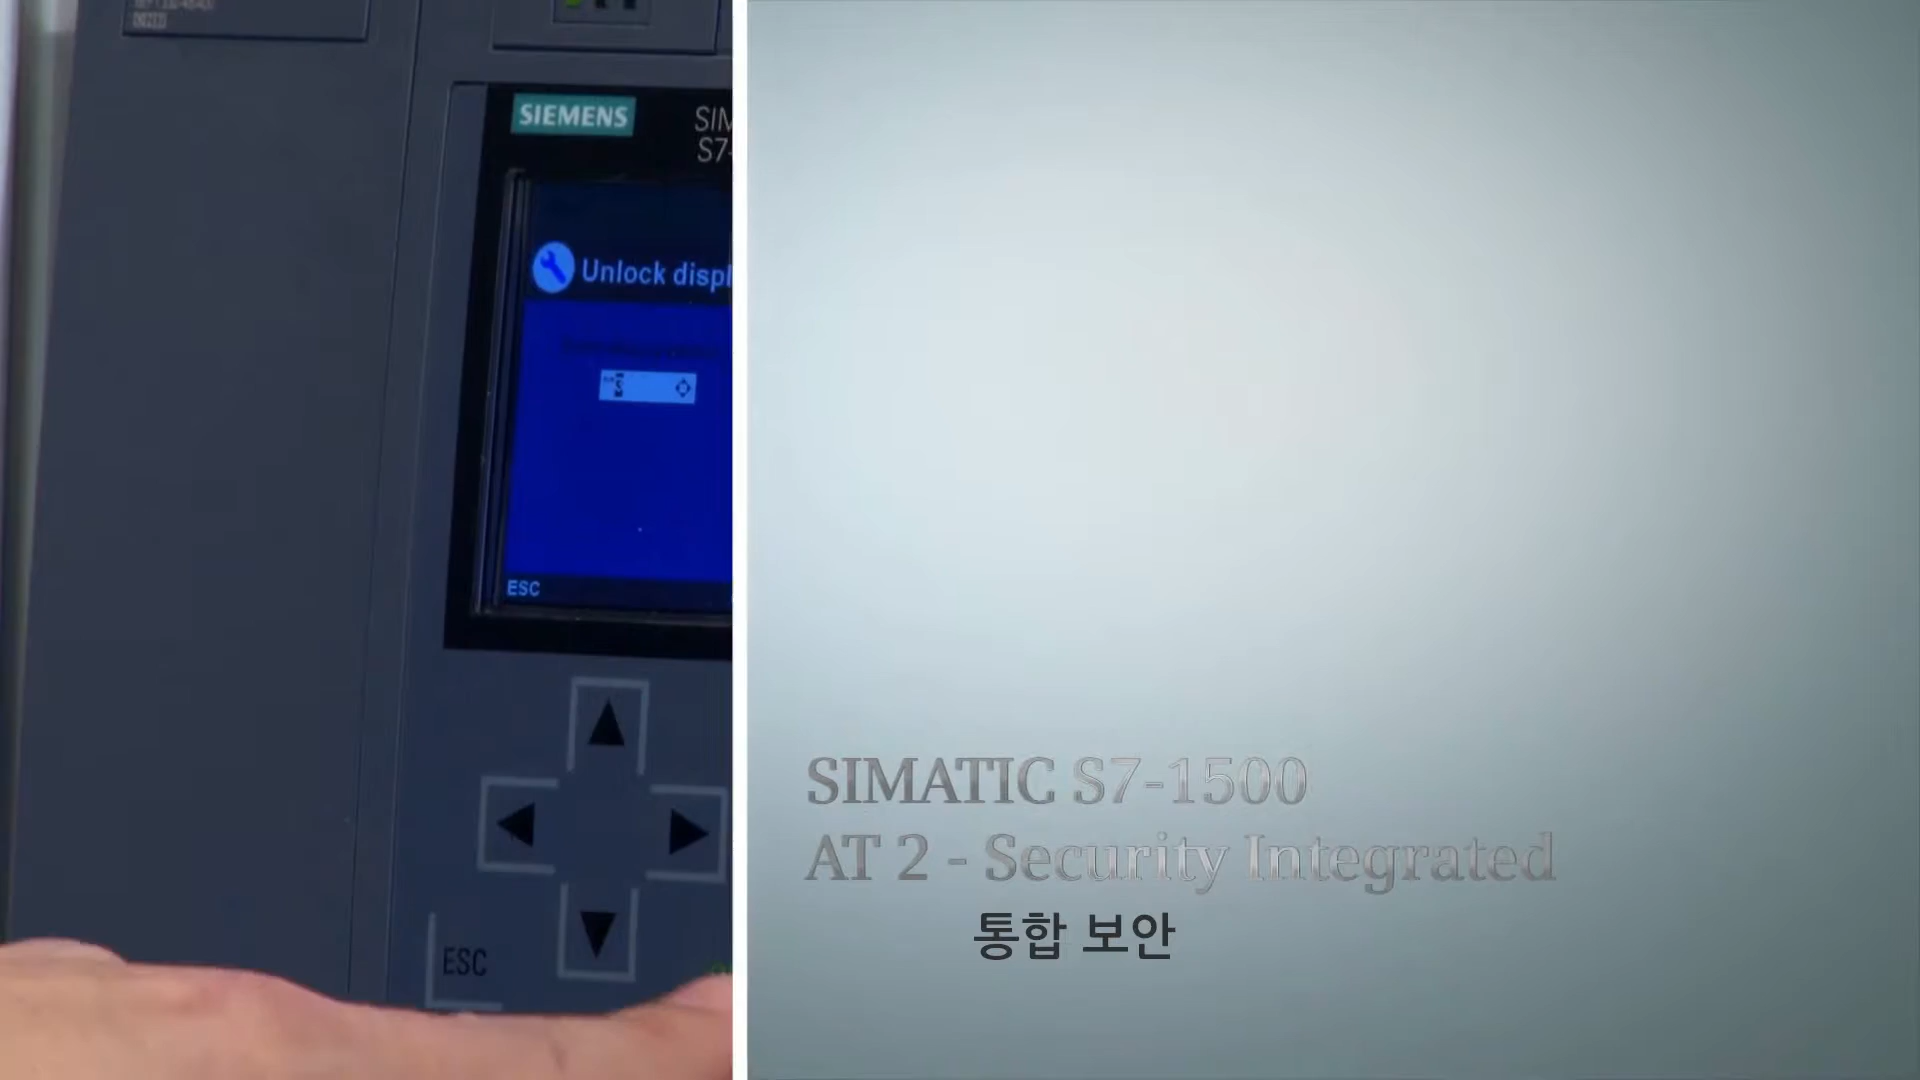 SIEMENS
SIM
S7-
Unlock displ
ESC
ESC
SIMATIC S7-1500
AT 2 - Security Integrated
통합 보안